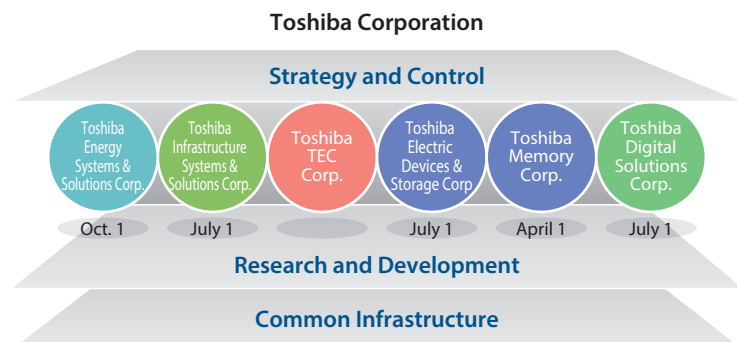 Toshiba Corporation
Strategy and Control
Toshiba
Energy
Systems &
Solutions Corp.
Toshiba
Infrastructure
Systems &
Solutions Corp.
Toshiba
TEC
Corp.
Toshiba
Electric
Devices &
Storage Corp
Toshiba
Memory
Corp.
Toshiba
Digital
Solutions
Corp.
Oct. 1
July 1
July 1
April 1
July 1
Research and Development
Common Infrastructure